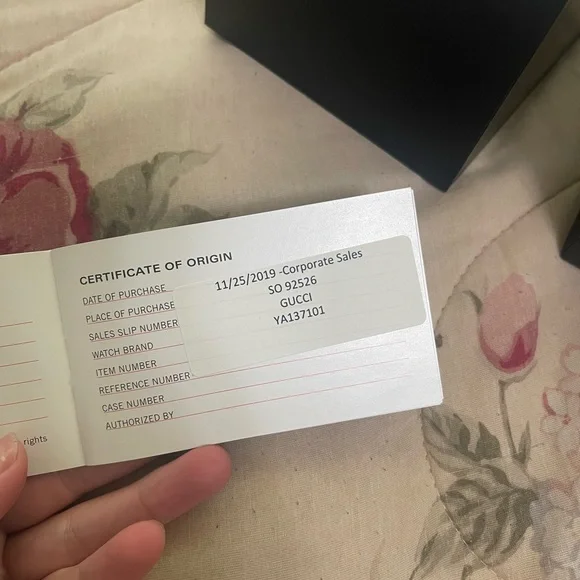 CERTIFICATE OF ORIGIN
DATE OF PURCHASE
PLACE OF PURCHASE
SALES SLIP NUMBER
WATCH BRAND
ITEM NUMBER
REFERENCE NUMBER
CASE NUMBER
AUTHORIZED BY
11/25/2019 -Corporate Sales
SO 92526
GUCCI
YA137101
rights